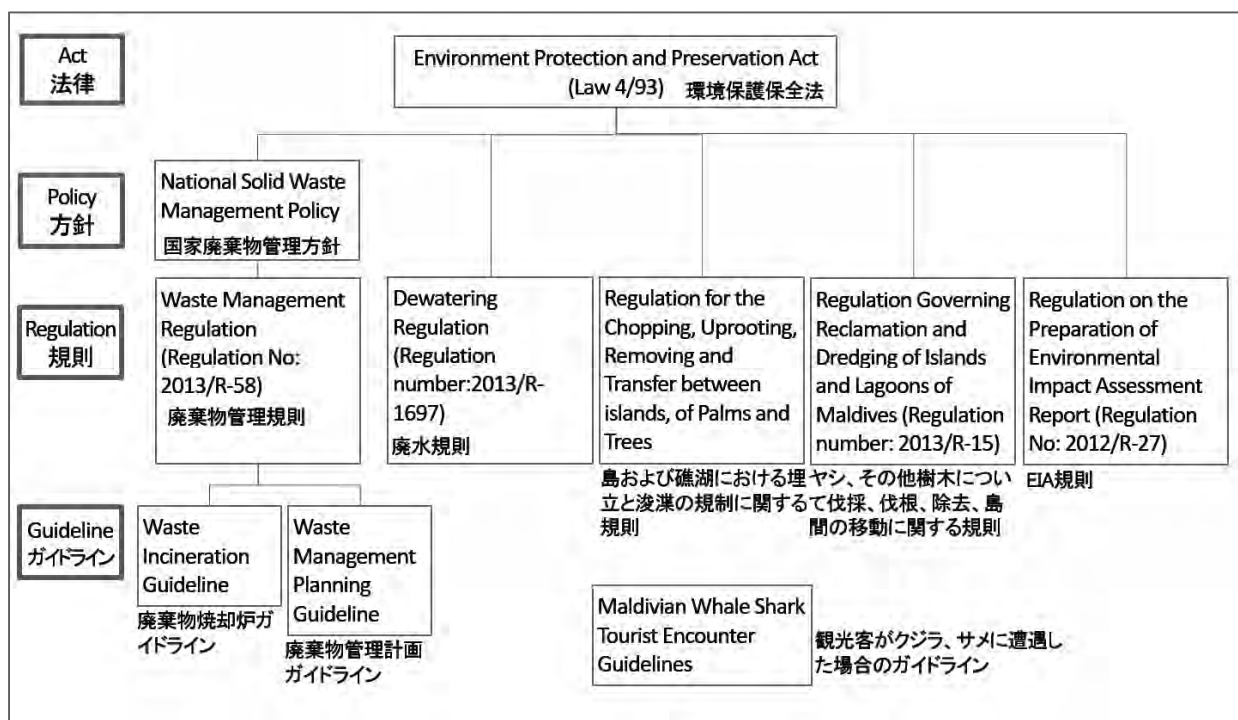 Act
法律
Environment Protection and Preservation Act
(Law 4/93) 環境保護保全法
Policy
方針
National Solid Waste
Management Policy
国家廃棄物管理方針
Regulation
規則
Waste Management
Regulation
(Regulation No:
2013/R-58)
廃棄物管理規則
Dewatering
Regulation
(Regulation
number:2013/R-
1697)
廃水規則
Regulation for the
Chopping, Uprooting,
Removing and
Transfer between
islands, of Palms and
Trees
島および礁湖における埋
立と浚渫の規制に関する
規則
Regulation Governing
Reclamation and
Dredging of Islands
and Lagoons of
Maldives (Regulation
number: 2013/R-15)
ヤシ、その他樹木につい
て伐採、伐根、除去、島
間の移動に関する規則
Regulation on the
Preparation of
Environmental
Impact Assessment
Report (Regulation
No: 2012/R-27)
EIA規則
Guideline
ガイドライン
Waste
Incineration
Guideline
廃棄物焼却炉ガ
イドライン
Waste
Management
Planning
Guideline
廃棄物管理計画
ガイドライン
Maldivian Whale Shark
Tourist Encounter
Guidelines
観光客がクジラ、サメに遭遇し
た場合のガイドライン